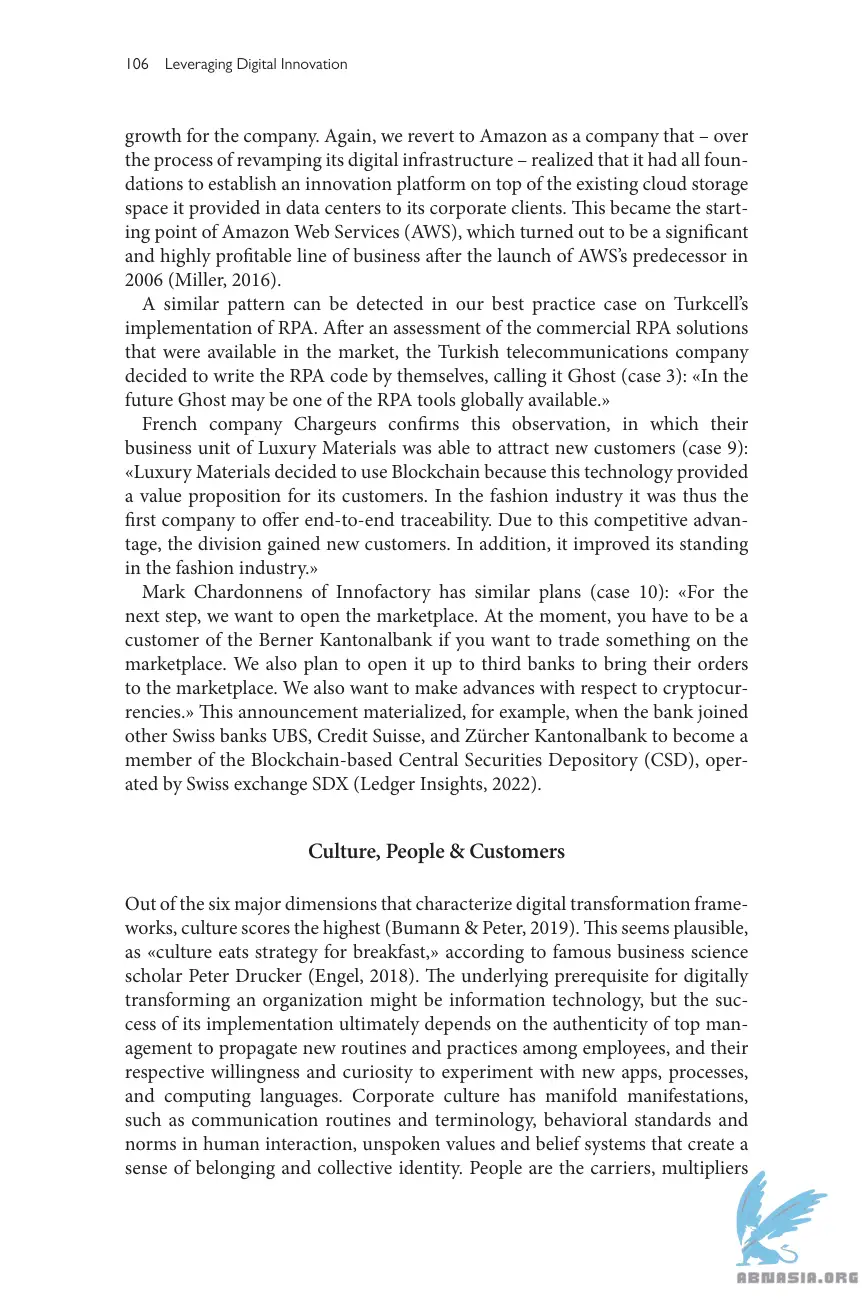 106 Leveraging Digital Innovation
growth for the company. Again, we revert to Amazon as a company that – over
the process of revamping its digital infrastructure – realized that it had all foun-
dations to establish an innovation platform on top of the existing cloud storage
space it provided in data centers to its corporate clients. This became the start-
ing point of Amazon Web Services (AWS), which turned out to be a significant
and highly profitable line of business after the launch of AWS’s predecessor in
2006 (Miller, 2016).
A similar pattern can be detected in our best practice case on Turkcell’s
implementation of RPA. After an assessment of the commercial RPA solutions
that were available in the market, the Turkish telecommunications company
decided to write the RPA code by themselves, calling it Ghost (case 3): «In the
future Ghost may be one of the RPA tools globally available.»
French company Chargeurs confirms this observation, in which their
business unit of Luxury Materials was able to attract new customers (case 9):
«Luxury Materials decided to use Blockchain because this technology provided
a value proposition for its customers. In the fashion industry it was thus the
first company to offer end-to-end traceability. Due to this competitive advan-
tage, the division gained new customers. In addition, it improved its standing
in the fashion industry.»
Mark Chardonnens of Innofactory has similar plans (case 10): «For the
next step, we want to open the marketplace. At the moment, you have to be a
customer of the Berner Kantonalbank if you want to trade something on the
marketplace. We also plan to open it up to third banks to bring their orders
to the marketplace. We also want to make advances with respect to cryptocur-
rencies.» This announcement materialized, for example, when the bank joined
other Swiss banks UBS, Credit Suisse, and Zürcher Kantonalbank to become a
member of the Blockchain-based Central Securities Depository (CSD), oper-
ated by Swiss exchange SDX (Ledger Insights, 2022).
Culture, People & Customers
Out of the six major dimensions that characterize digital transformation frame-
works, culture scores the highest (Bumann & Peter, 2019). This seems plausible,
as «culture eats strategy for breakfast,» according to famous business science
scholar Peter Drucker (Engel, 2018). The underlying prerequisite for digitally
transforming an organization might be information technology, but the suc-
cess of its implementation ultimately depends on the authenticity of top man-
agement to propagate new routines and practices among employees, and their
respective willingness and curiosity to experiment with new apps, processes,
and computing languages. Corporate culture has manifold manifestations,
such as communication routines and terminology, behavioral standards and
norms in human interaction, unspoken values and belief systems that create a
sense of belonging and collective identity. People are the carriers, multipliers
ABNASIA.ORG